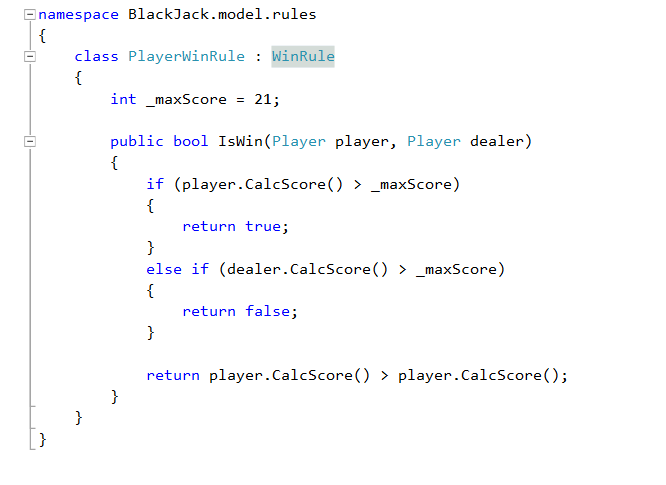 namespace BlackJack.model.rules
{
class PlayerWinRule : WinRule
{
int _maxScore = 21;
public bool IsWin(Player player, Player dealer)
{
if (player.CalcScore() > _maxScore)
{
return true;
}
else if (dealer.CalcScore() > _maxScore)
{
return false;
}
return player.CalcScore() > player.CalcScore();
}
}
}